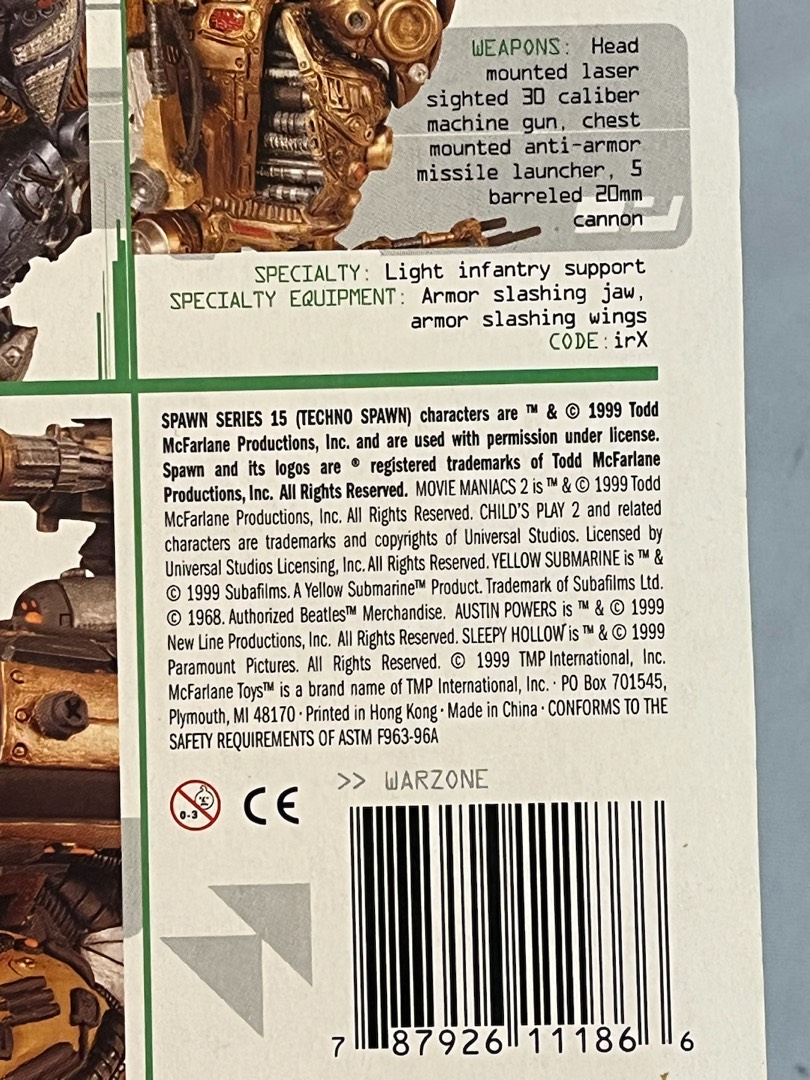 WEAPONS: Head
mounted laser
sighted 30 caliber
machine gun, chest
mounted anti-armor
missile launcher, 5
barreled 20mm
cannon
SPECIALTY: Light infantry support
SPECIALTY EQUIPMENT: Armor slashing jaw,
armor slashing wings
CODE: irX
SPAWN SERIES 15 (TECHNO SPAWN) characters are ™ & © 1999 Todd
McFarlane Productions, Inc. and are used with permission under license.
Spawn and its logos are ® registered trademarks of Todd McFarlane
Productions, Inc. All Rights Reserved. MOVIE MANIACS 2 is ™ & © 1999 Todd
McFarlane Productions, Inc. All Rights Reserved. CHILD'S PLAY 2 and related
characters are trademarks and copyrights of Universal Studios. Licensed by
Universal Studios Licensing, Inc. All Rights Reserved. YELLOW SUBMARINE is ™ &
© 1999 Subafilms. A Yellow Submarine™ Product. Trademark of Subafilms Ltd.
© 1968. Authorized Beatles™ Merchandise. AUSTIN POWERS is ™ & © 1999
New Line Productions, Inc. All Rights Reserved. SLEEPY HOLLOW is ™ & © 1999
Paramount Pictures. All Rights Reserved. © 1999 TMP International, Inc.
McFarlane Toys™ is a brand name of TMP International, Inc. · PO Box 701545,
Plymouth, MI 48170 · Printed in Hong Kong · Made in China · CONFORMS TO THE
SAFETY REQUIREMENTS OF ASTM F963-96A
>> WARZONE
0-3
CE
7 87926 11186 6